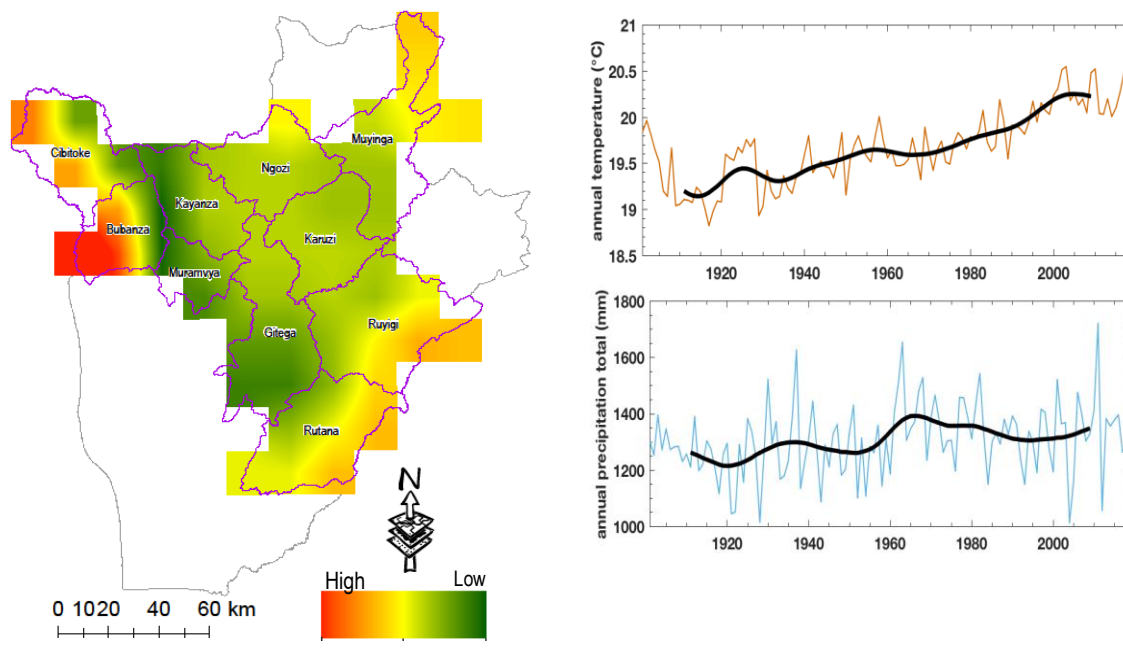 Cibitoke
Muyinga
Ngozi
Kayanza
Bubanza
Karuzi
Muramvya
Gitega
Ruyigi
Rutana
N
High
Low
0 10 20 40 60 km
annual temperature (°C)
21
20.5
20
19.5
19
18.5
1920 1940 1960 1980 2000
annual precipitation total (mm)
1800
1600
1400
1200
1000
1920 1940 1960 1980 2000